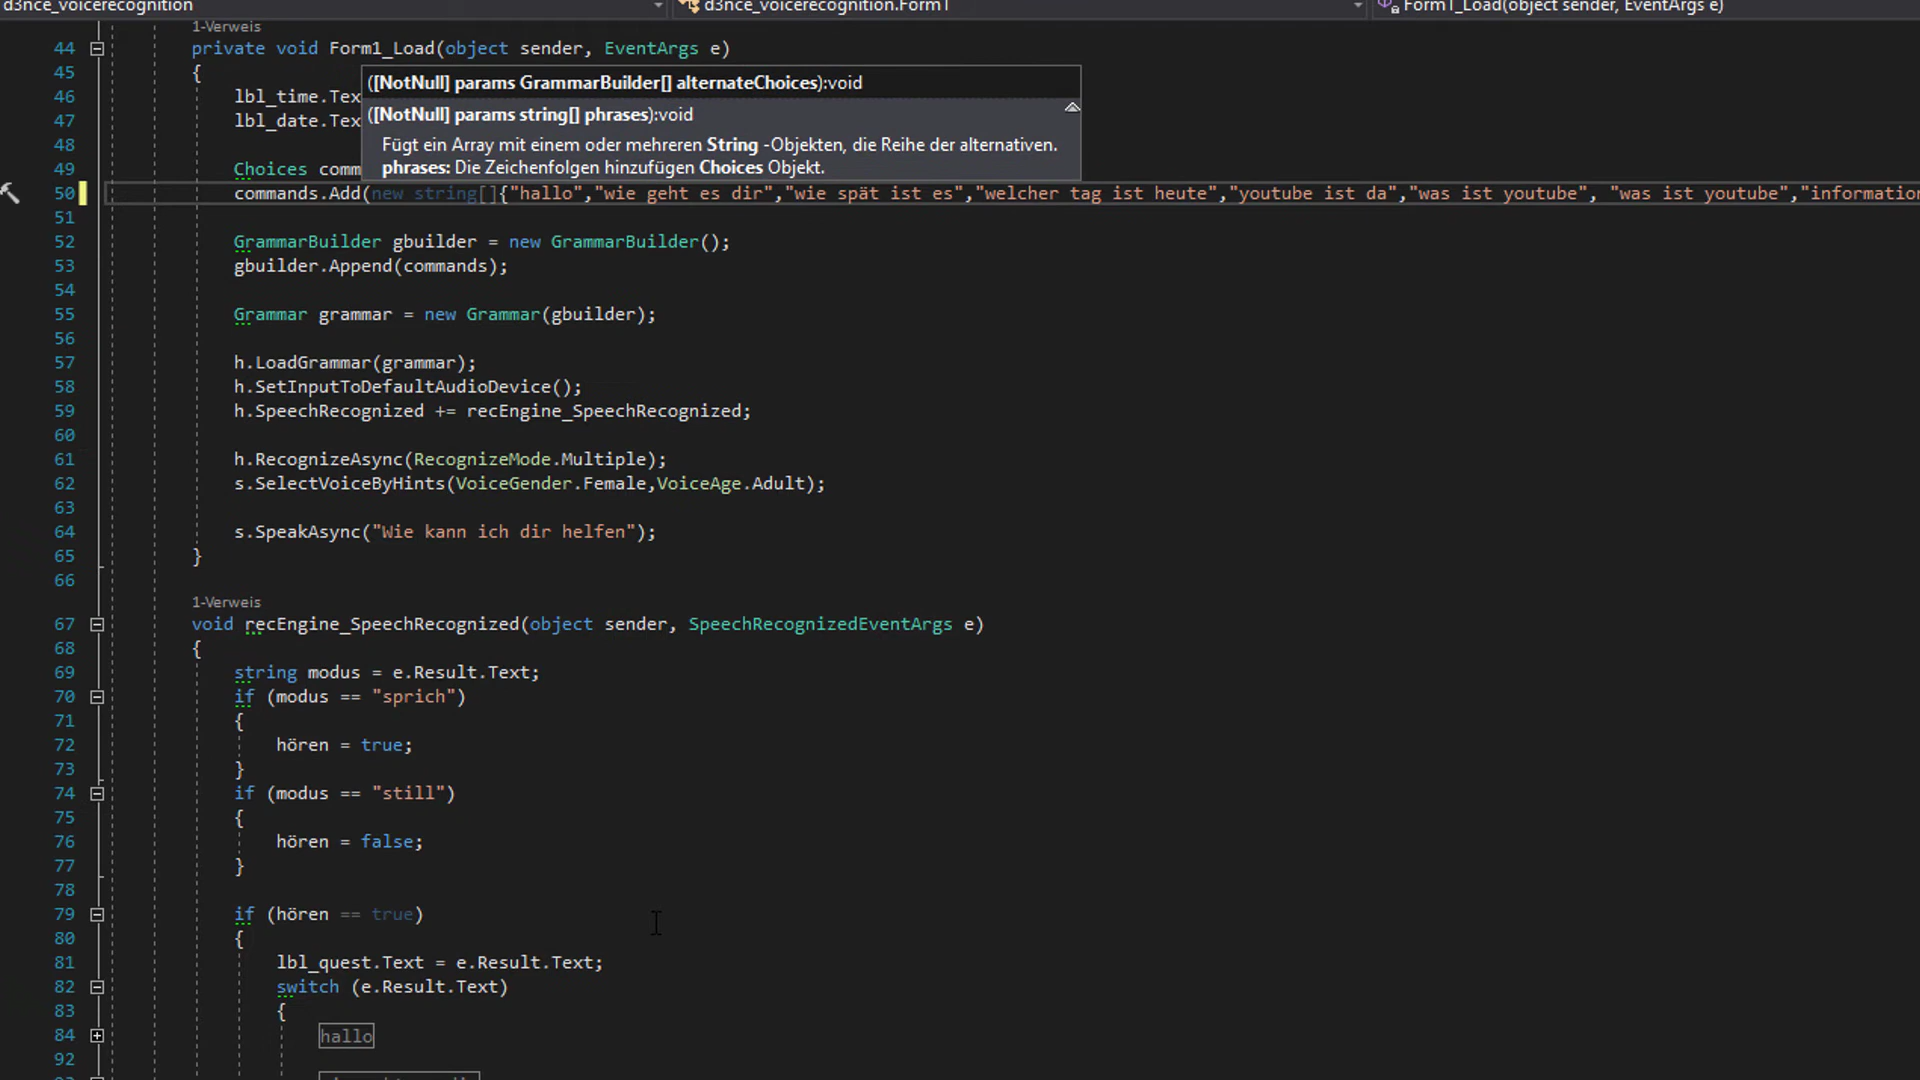 d3nce_voicerecognition d3nce_voicerecognition.Form1 Form1_Load(object sender, EventArgs e)
1-Verweis
44 private void Form1_Load(object sender, EventArgs e)
45 {
([NotNull] params GrammarBuilder[] alternateChoices):void
46 lbl_time.Tex
([NotNull] params string[] phrases):void
47 lbl_date.Tex
Fügt ein Array mit einem oder mehreren String -Objekten, die Reihe der alternativen.
48
phrases: Die Zeichenfolgen hinzufügen Choices Objekt.
49 Choices comm
50 commands.Add(new string[]{"hallo","wie geht es dir","wie spät ist es","welcher tag ist heute","youtube ist da","was ist youtube", "was ist youtube","information
51
52 GrammarBuilder gbuilder = new GrammarBuilder();
53 gbuilder.Append(commands);
54
55 Grammar grammar = new Grammar(gbuilder);
56
57 h.LoadGrammar(grammar);
58 h.SetInputToDefaultAudioDevice();
59 h.SpeechRecognized += recEngine_SpeechRecognized;
60
61 h.RecognizeAsync(RecognizeMode.Multiple);
62 s.SelectVoiceByHints(VoiceGender.Female,VoiceAge.Adult);
63
64 s.SpeakAsync("Wie kann ich dir helfen");
65 }
66
1-Verweis
67 void recEngine_SpeechRecognized(object sender, SpeechRecognizedEventArgs e)
68 {
69 string modus = e.Result.Text;
70 if (modus == "sprich")
71 {
72 hören = true;
73 }
74 if (modus == "still")
75 {
76 hören = false;
77 }
78
79 if (hören == true)
80 {
81 lbl_quest.Text = e.Result.Text;
82 switch (e.Result.Text)
83 {
84 hallo
92